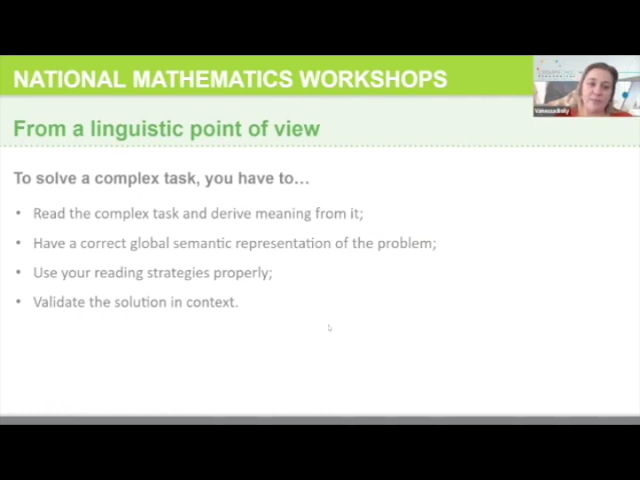 NATIONAL MATHEMATICS WORKSHOPS
From a linguistic point of view
To solve a complex task, you have to…
• Read the complex task and derive meaning from it;
• Have a correct global semantic representation of the problem;
• Use your reading strategies properly;
• Validate the solution in context.